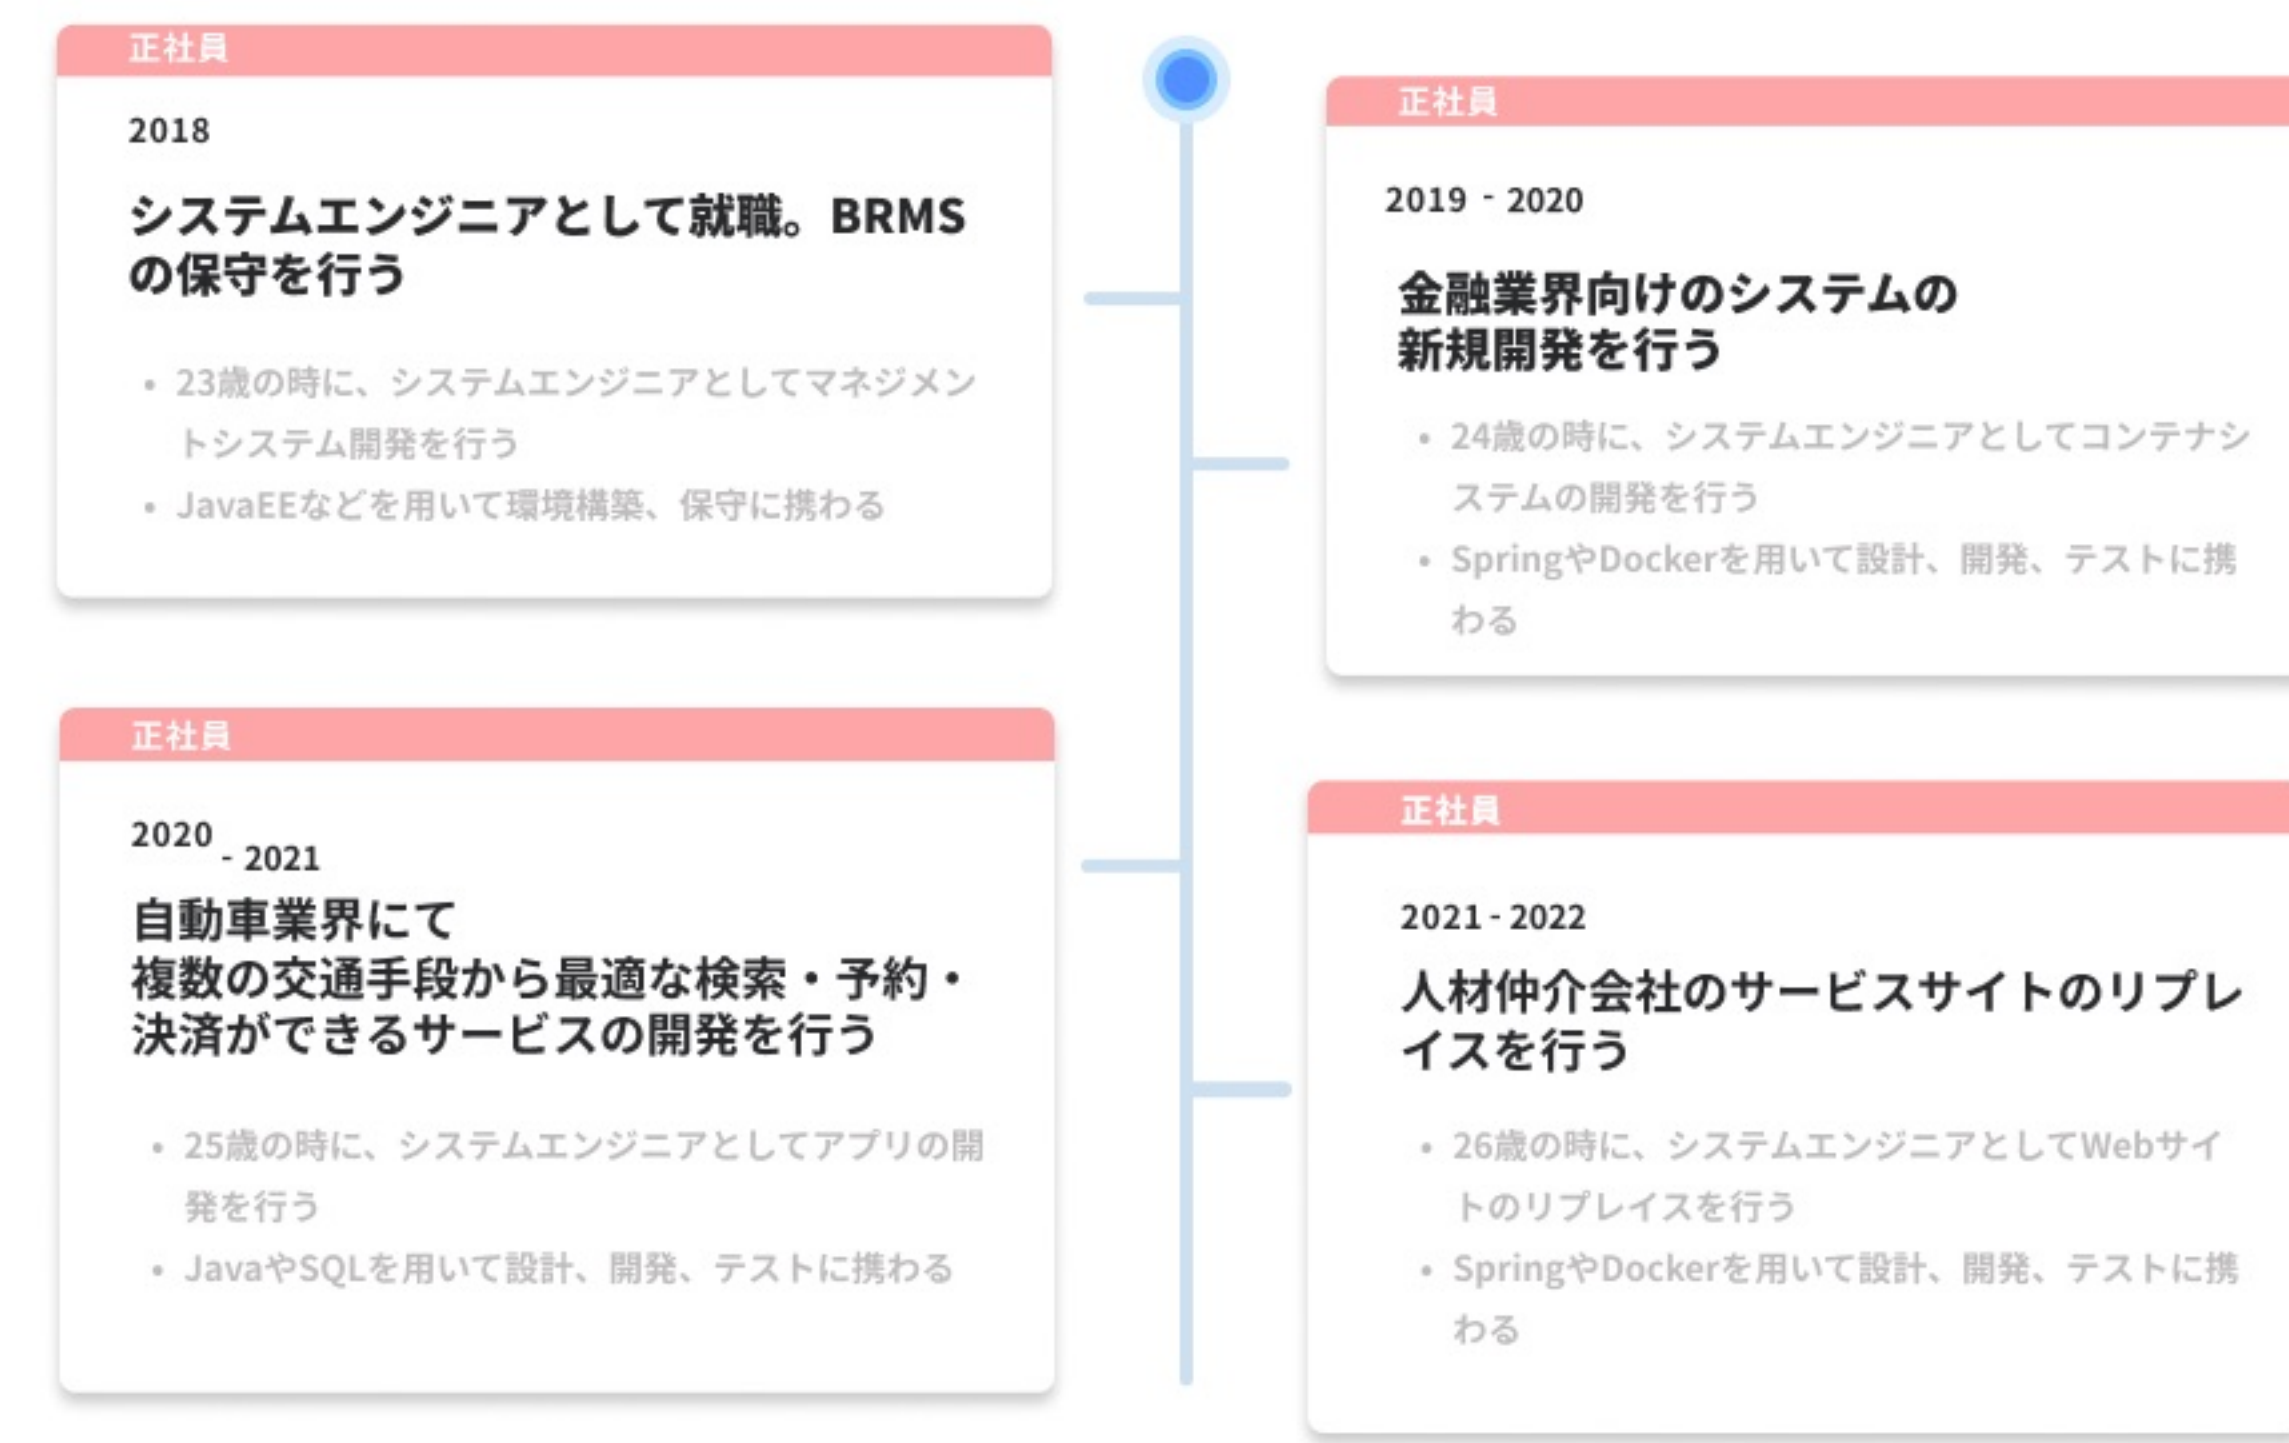 正社員
2018
システムエンジニアとして就職。BRMS
の保守を行う
• 23歳の時に、システムエンジニアとしてマネジメン
トシステム開発を行う
• JavaEEなどを用いて環境構築、保守に携わる
正社員
2019 - 2020
金融業界向けのシステムの
新規開発を行う
• 24歳の時に、システムエンジニアとしてコンテナシ
ステムの開発を行う
• SpringやDockerを用いて設計、開発、テストに携
わる
正社員
2020 - 2021
自動車業界にて
複数の交通手段から最適な検索・予約・
決済ができるサービスの開発を行う
• 25歳の時に、システムエンジニアとしてアプリの開
発を行う
• JavaやSQLを用いて設計、開発、テストに携わる
正社員
2021 - 2022
人材仲介会社のサービスサイトのリプレ
イスを行う
• 26歳の時に、システムエンジニアとしてWebサイ
トのリプレイスを行う
• SpringやDockerを用いて設計、開発、テストに携
わる